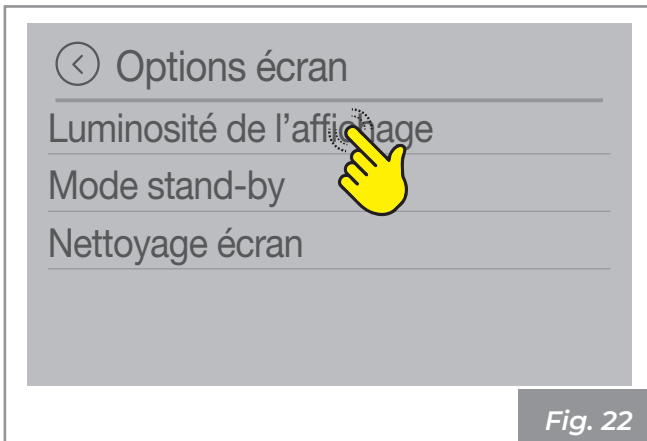 Options écran
Luminosité de l'affichage
Mode stand-by
Nettoyage écran
Fig. 22